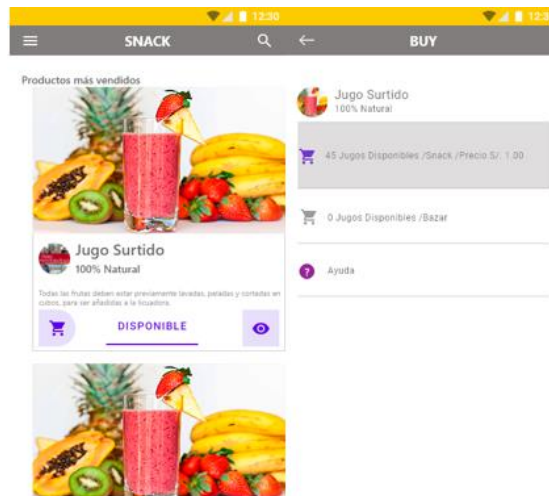 12:30
SNACK
Productos más vendidos
Jugo Surtido
100% Natural
Todas las frutas deben estar previamente lavadas, peladas y cortadas en
cubos, para ser añadidas a la licuadora.
DISPONIBLE
12:3
BUY
Jugo Surtido
100% Natural
45 Jugos Disponibles /Snack /Precio S/. 1.00
0 Jugos Disponibles /Bazar
? Ayuda